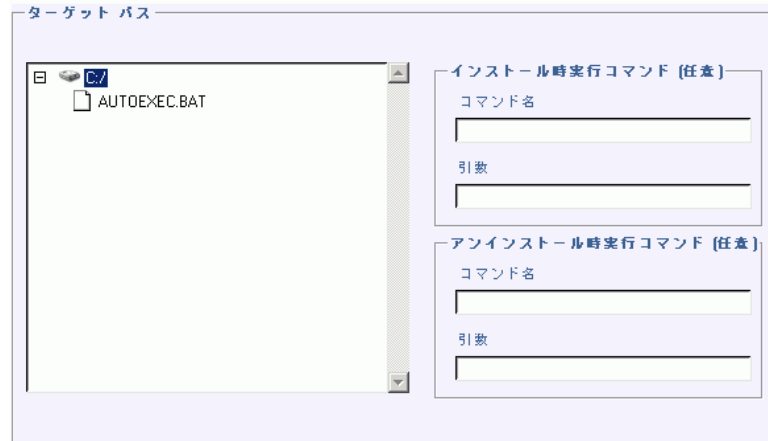 ターゲット パス
C:/
AUTOEXEC.BAT
インストール時実行コマンド (任意)
コマンド名
引数
アンインストール時実行コマンド (任意)
コマンド名
引数